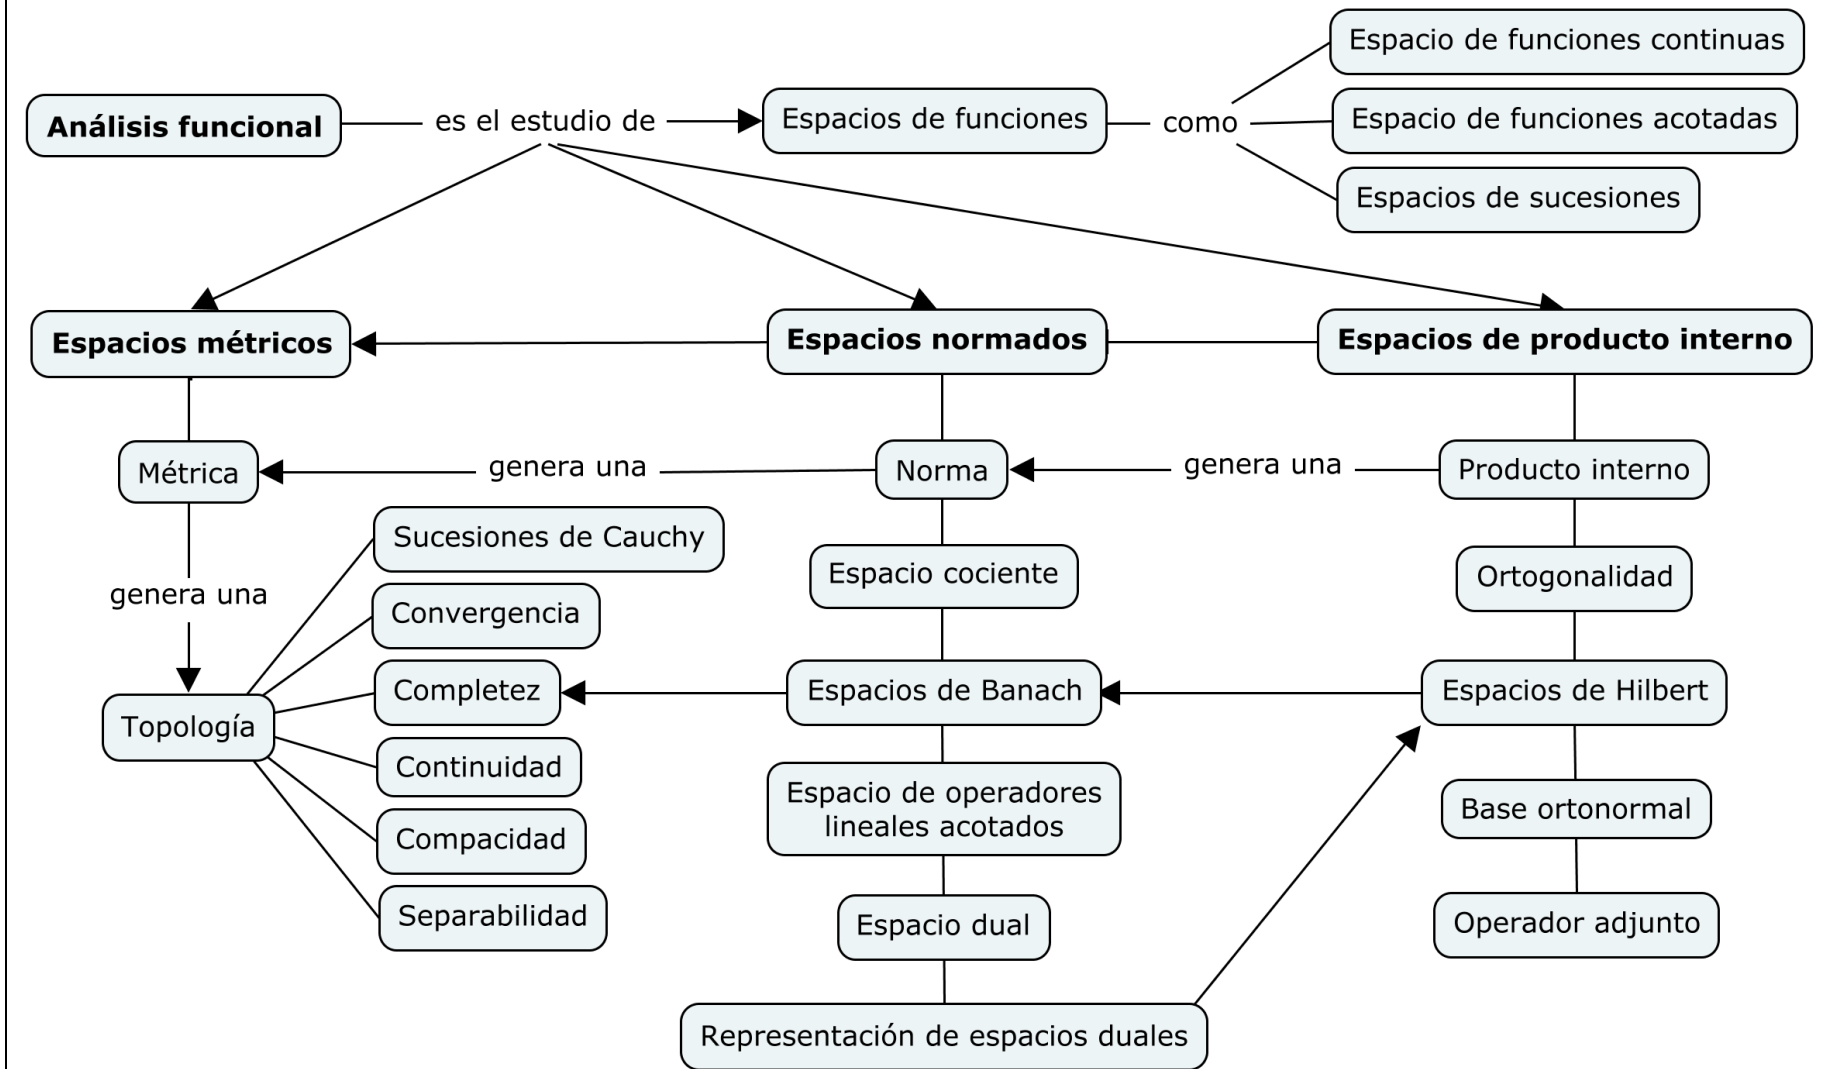 Espacio de funciones continuas
Análisis funcional
es el estudio de
Espacios de funciones
como
Espacio de funciones acotadas
Espacios de sucesiones
Espacios métricos
Espacios normados
Espacios de producto interno
Métrica
genera una
Norma
genera una
Producto interno
Sucesiones de Cauchy
Espacio cociente
Ortogonalidad
genera una
Convergencia
Completez
Espacios de Banach
Espacios de Hilbert
Topología
Continuidad
Espacio de operadores
lineales acotados
Base ortonormal
Compacidad
Separabilidad
Espacio dual
Operador adjunto
Representación de espacios duales